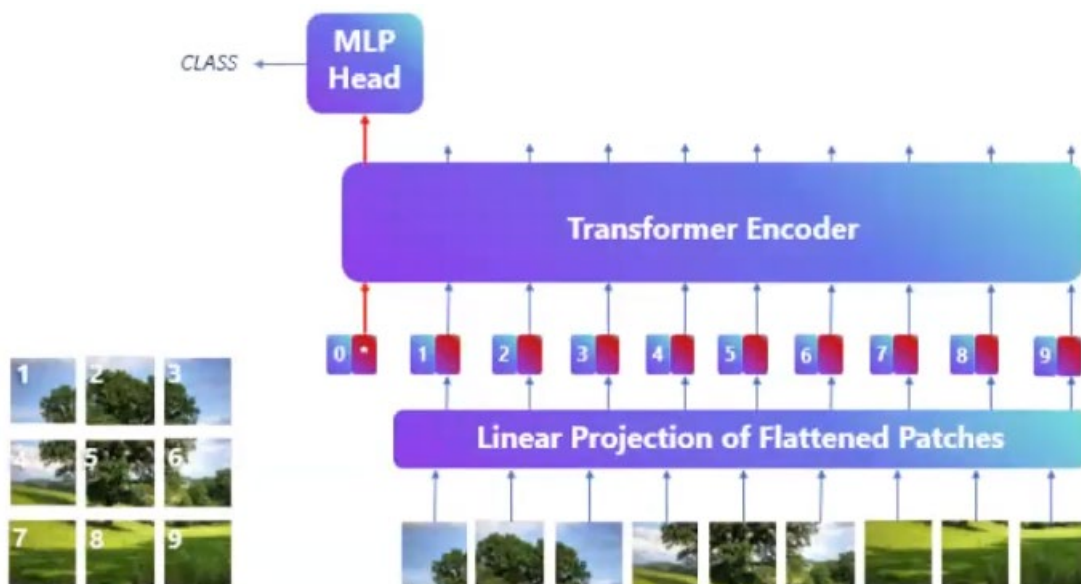 MLP
Head
CLASS
Transformer Encoder
0 * 1 2 3 4 5 6 7 8 9
1 2 3
Linear Projection of Flattened Patches
4 5 6
7 8 9